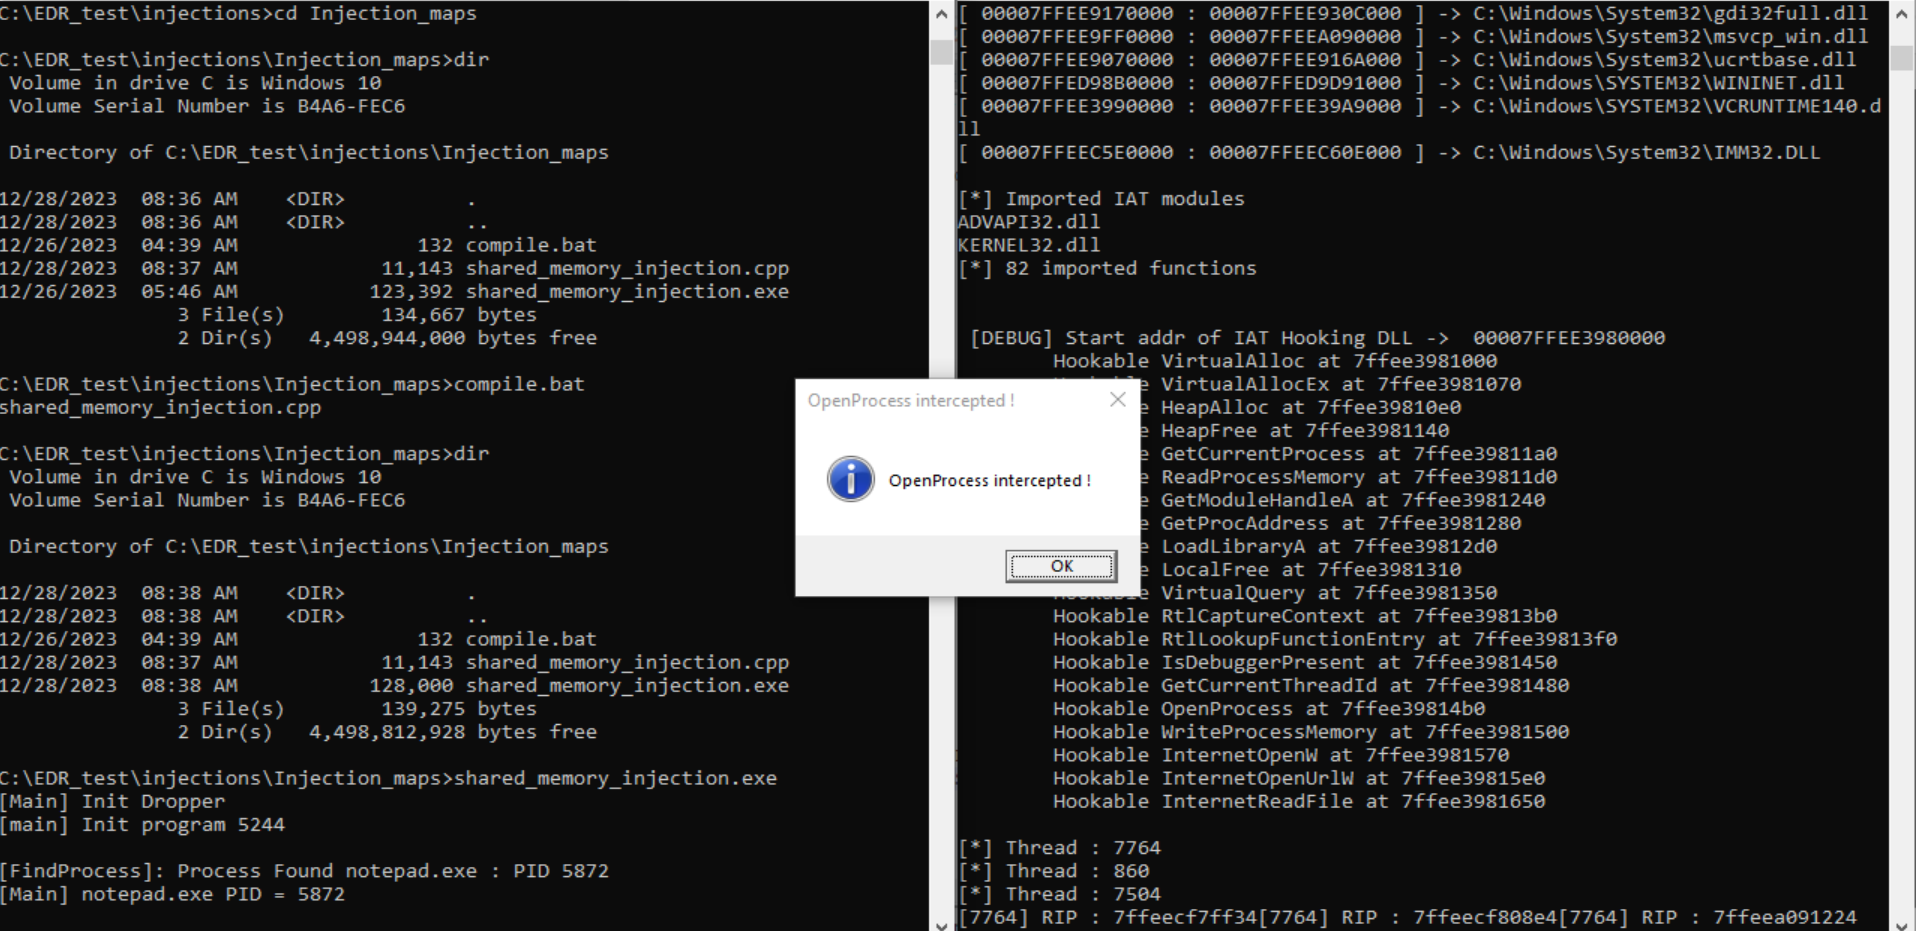 C:\EDR_test\injections>cd Injection_maps
C:\EDR_test\injections\Injection_maps>dir
Volume in drive C is Windows 10
Volume Serial Number is B4A6-FEC6
Directory of C:\EDR_test\injections\Injection_maps
12/28/2023  08:36 AM    <DIR>          .
12/28/2023  08:36 AM    <DIR>          ..
12/26/2023  04:39 AM               132 compile.bat
12/28/2023  08:37 AM            11,143 shared_memory_injection.cpp
12/26/2023  05:46 AM           123,392 shared_memory_injection.exe
3 File(s)        134,667 bytes
2 Dir(s)   4,498,944,000 bytes free
C:\EDR_test\injections\Injection_maps>compile.bat
shared_memory_injection.cpp
C:\EDR_test\injections\Injection_maps>dir
Volume in drive C is Windows 10
Volume Serial Number is B4A6-FEC6
Directory of C:\EDR_test\injections\Injection_maps
12/28/2023  08:38 AM    <DIR>          .
12/28/2023  08:38 AM    <DIR>          ..
12/26/2023  04:39 AM               132 compile.bat
12/28/2023  08:37 AM            11,143 shared_memory_injection.cpp
12/28/2023  08:38 AM           128,000 shared_memory_injection.exe
3 File(s)        139,275 bytes
2 Dir(s)   4,498,812,928 bytes free
C:\EDR_test\injections\Injection_maps>shared_memory_injection.exe
[Main] Init Dropper
[main] Init program 5244
[FindProcess]: Process Found notepad.exe : PID 5872
[Main] notepad.exe PID = 5872
OpenProcess intercepted !
OpenProcess intercepted !
OK
[ 00007FFEE9170000 : 00007FFEE930C000 ] -> C:\Windows\System32\gdi32full.dll
[ 00007FFEE9FF0000 : 00007FFEEA090000 ] -> C:\Windows\System32\msvcp_win.dll
[ 00007FFEE9070000 : 00007FFEE916A000 ] -> C:\Windows\System32\ucrtbase.dll
[ 00007FFED98B0000 : 00007FFED9D91000 ] -> C:\Windows\SYSTEM32\WININET.dll
[ 00007FFEE3990000 : 00007FFEE39A9000 ] -> C:\Windows\SYSTEM32\VCRUNTIME140.d
ll
[ 00007FFEEC5E0000 : 00007FFEEC60E000 ] -> C:\Windows\System32\IMM32.DLL
[*] Imported IAT modules
ADVAPI32.dll
KERNEL32.dll
[*] 82 imported functions
[DEBUG] Start addr of IAT Hooking DLL ->  00007FFEE3980000
Hookable VirtualAlloc at 7ffee3981000
VirtualAllocEx at 7ffee3981070
e HeapAlloc at 7ffee39810e0
e HeapFree at 7ffee3981140
e GetCurrentProcess at 7ffee39811a0
e ReadProcessMemory at 7ffee39811d0
e GetModuleHandleA at 7ffee3981240
e GetProcAddress at 7ffee3981280
e LoadLibraryA at 7ffee39812d0
e LocalFree at 7ffee3981310
VirtualQuery at 7ffee3981350
Hookable RtlCaptureContext at 7ffee39813b0
Hookable RtlLookupFunctionEntry at 7ffee39813f0
Hookable IsDebuggerPresent at 7ffee3981450
Hookable GetCurrentThreadId at 7ffee3981480
Hookable OpenProcess at 7ffee39814b0
Hookable WriteProcessMemory at 7ffee3981500
Hookable InternetOpenW at 7ffee3981570
Hookable InternetOpenUrlW at 7ffee39815e0
Hookable InternetReadFile at 7ffee3981650
[*] Thread : 7764
[*] Thread : 860
[*] Thread : 7504
[7764] RIP : 7ffeecf7ff34[7764] RIP : 7ffeecf808e4[7764] RIP : 7ffeea091224